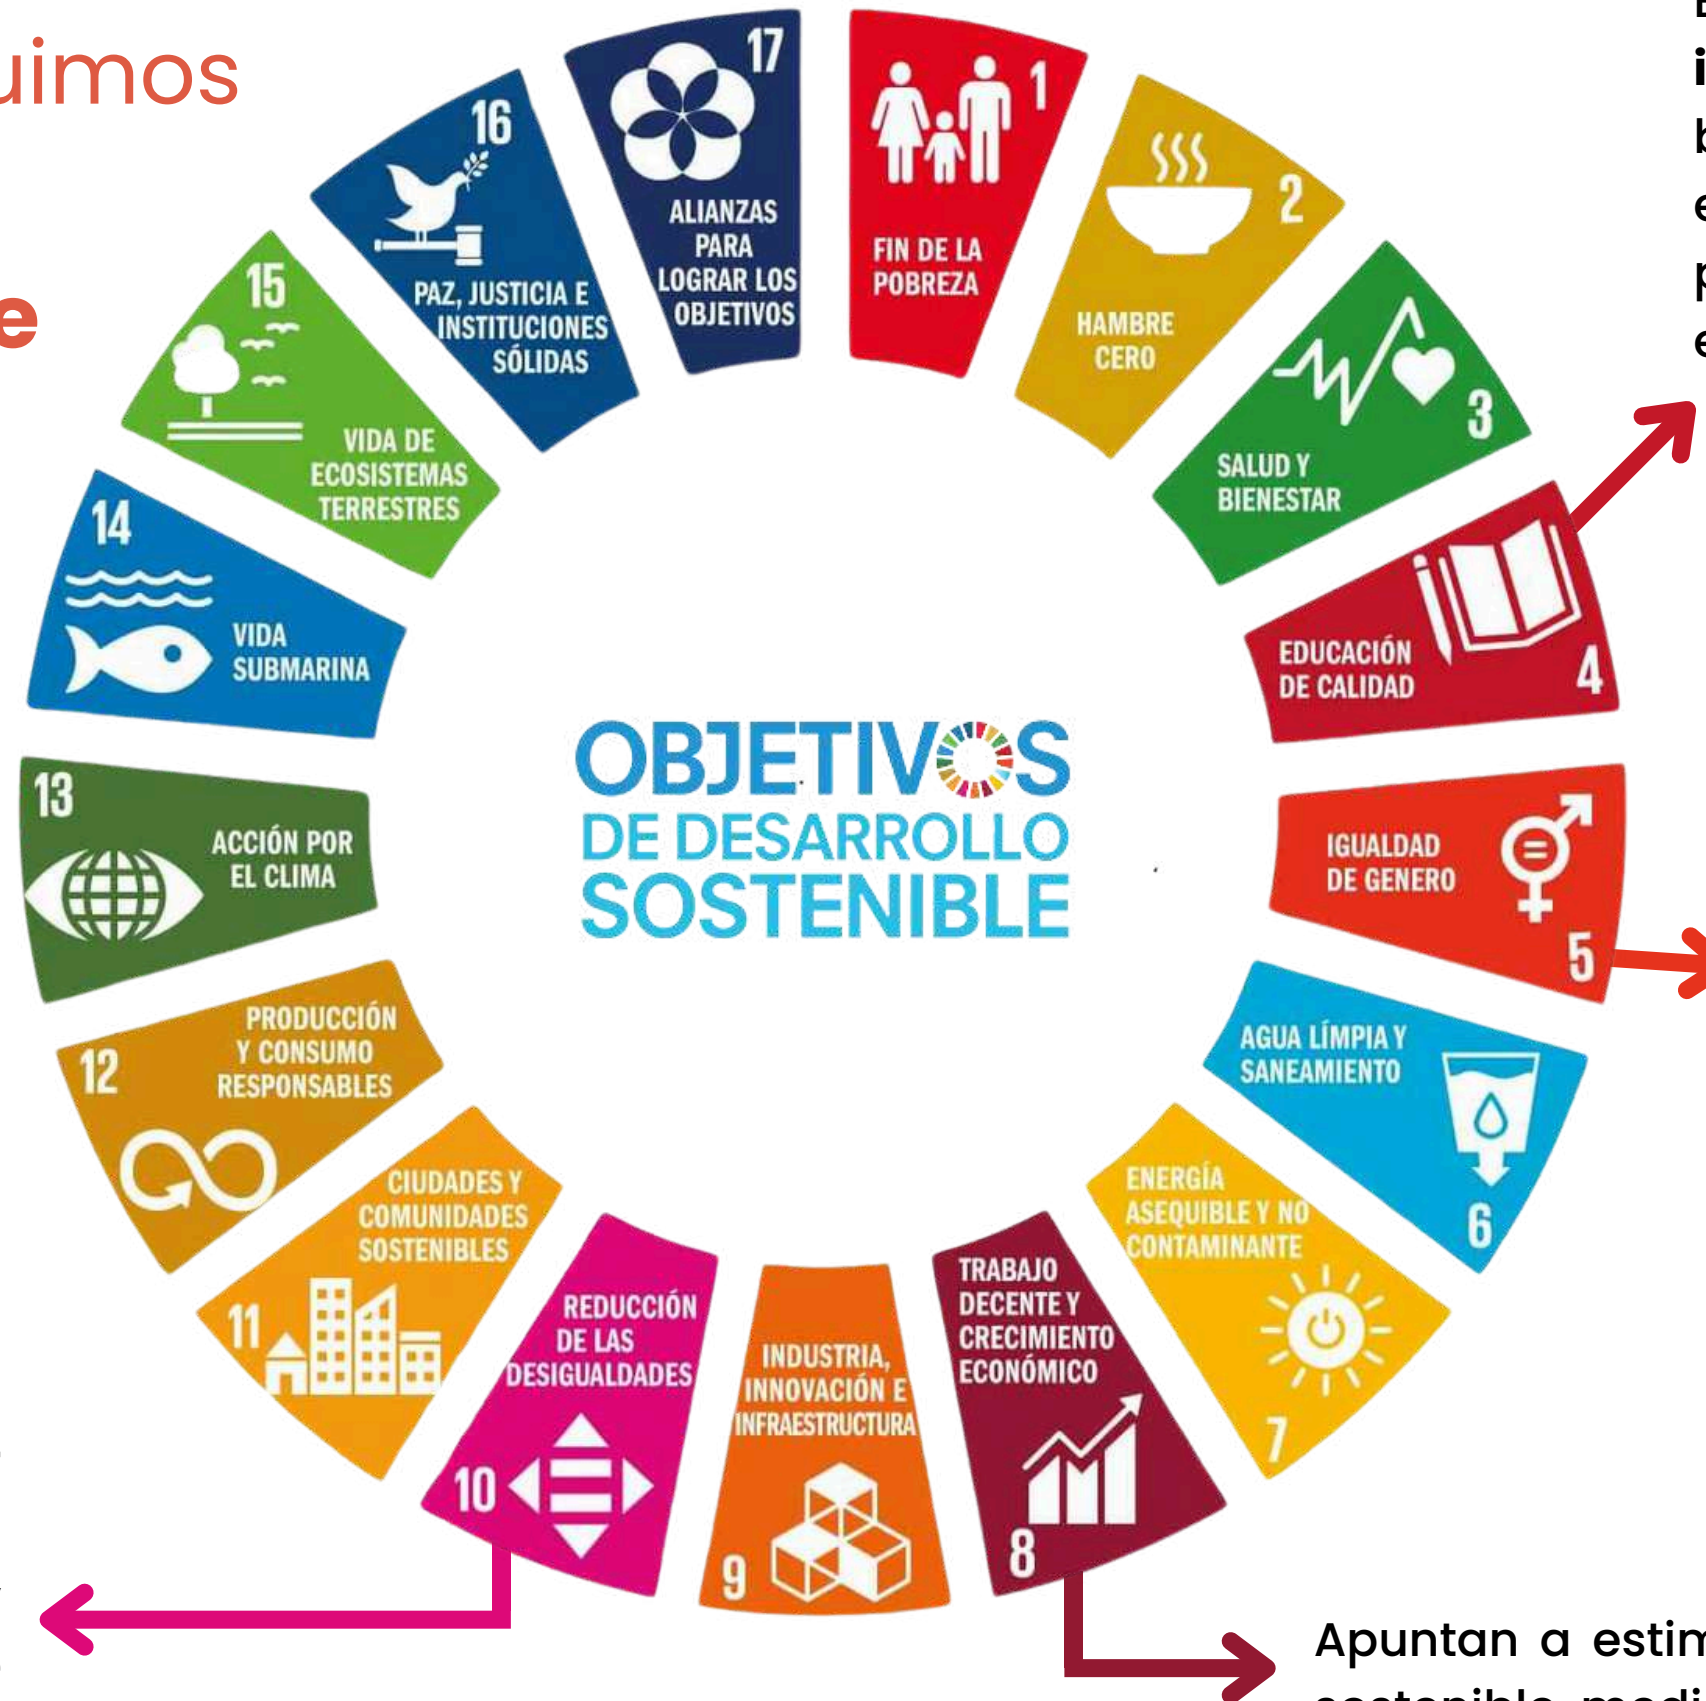 17
ALIANZAS
PARA
LOGRAR LOS
OBJETIVOS
1
FIN DE LA
POBREZA
2
HAMBRE
CERO
3
SALUD Y
BIENESTAR
4
EDUCACIÓN
DE CALIDAD
5
IGUALDAD
DE GENERO
6
AGUA LÍMPIA Y
SANEAMIENTO
7
ENERGÍA
ASEQUIBLE Y NO
CONTAMINANTE
8
TRABAJO
DECENTE Y
CRECIMIENTO
ECONÓMICO
9
INDUSTRIA,
INNOVACIÓN E
INFRAESTRUCTURA
10
REDUCCIÓN
DE LAS
DESIGUALDADES
11
CIUDADES Y
COMUNIDADES
SOSTENIBLES
12
PRODUCCIÓN
Y CONSUMO
RESPONSABLES
13
ACCIÓN POR
EL CLIMA
14
VIDA
SUBMARINA
15
VIDA DE
ECOSISTEMAS
TERRESTRES
16
PAZ, JUSTICIA E
INSTITUCIONES
SÓLIDAS
OBJETIVOS
DE DESARROLLO
SOSTENIBLE
Apuntan a